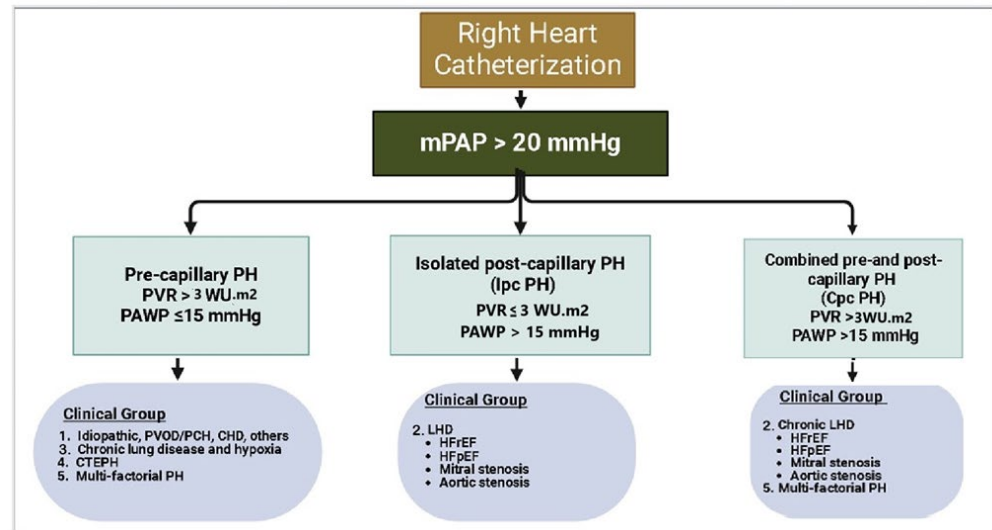 Right Heart
Catheterization
mPAP > 20 mmHg
Pre-capillary PH
PVR > 3 WU.m2
PAWP ≤15 mmHg
Isolated post-capillary PH
(Ipc PH)
PVR ≤ 3 WU.m2
PAWP > 15 mmHg
Combined pre-and post-
capillary PH
(Cpc PH)
PVR >3WU.m2
PAWP >15 mmHg
Clinical Group
1. Idiopathic, PVOD/PCH, CHD, others
3. Chronic lung disease and hypoxia
4. CTEPH
5. Multi-factorial PH
Clinical Group
2. LHD
• HFrEF
• HFpEF
• Mitral stenosis
• Aortic stenosis
Clinical Group
2. Chronic LHD
• HFrEF
• HFpEF
• Mitral stenosis
• Aortic stenosis
5. Multi-factorial PH